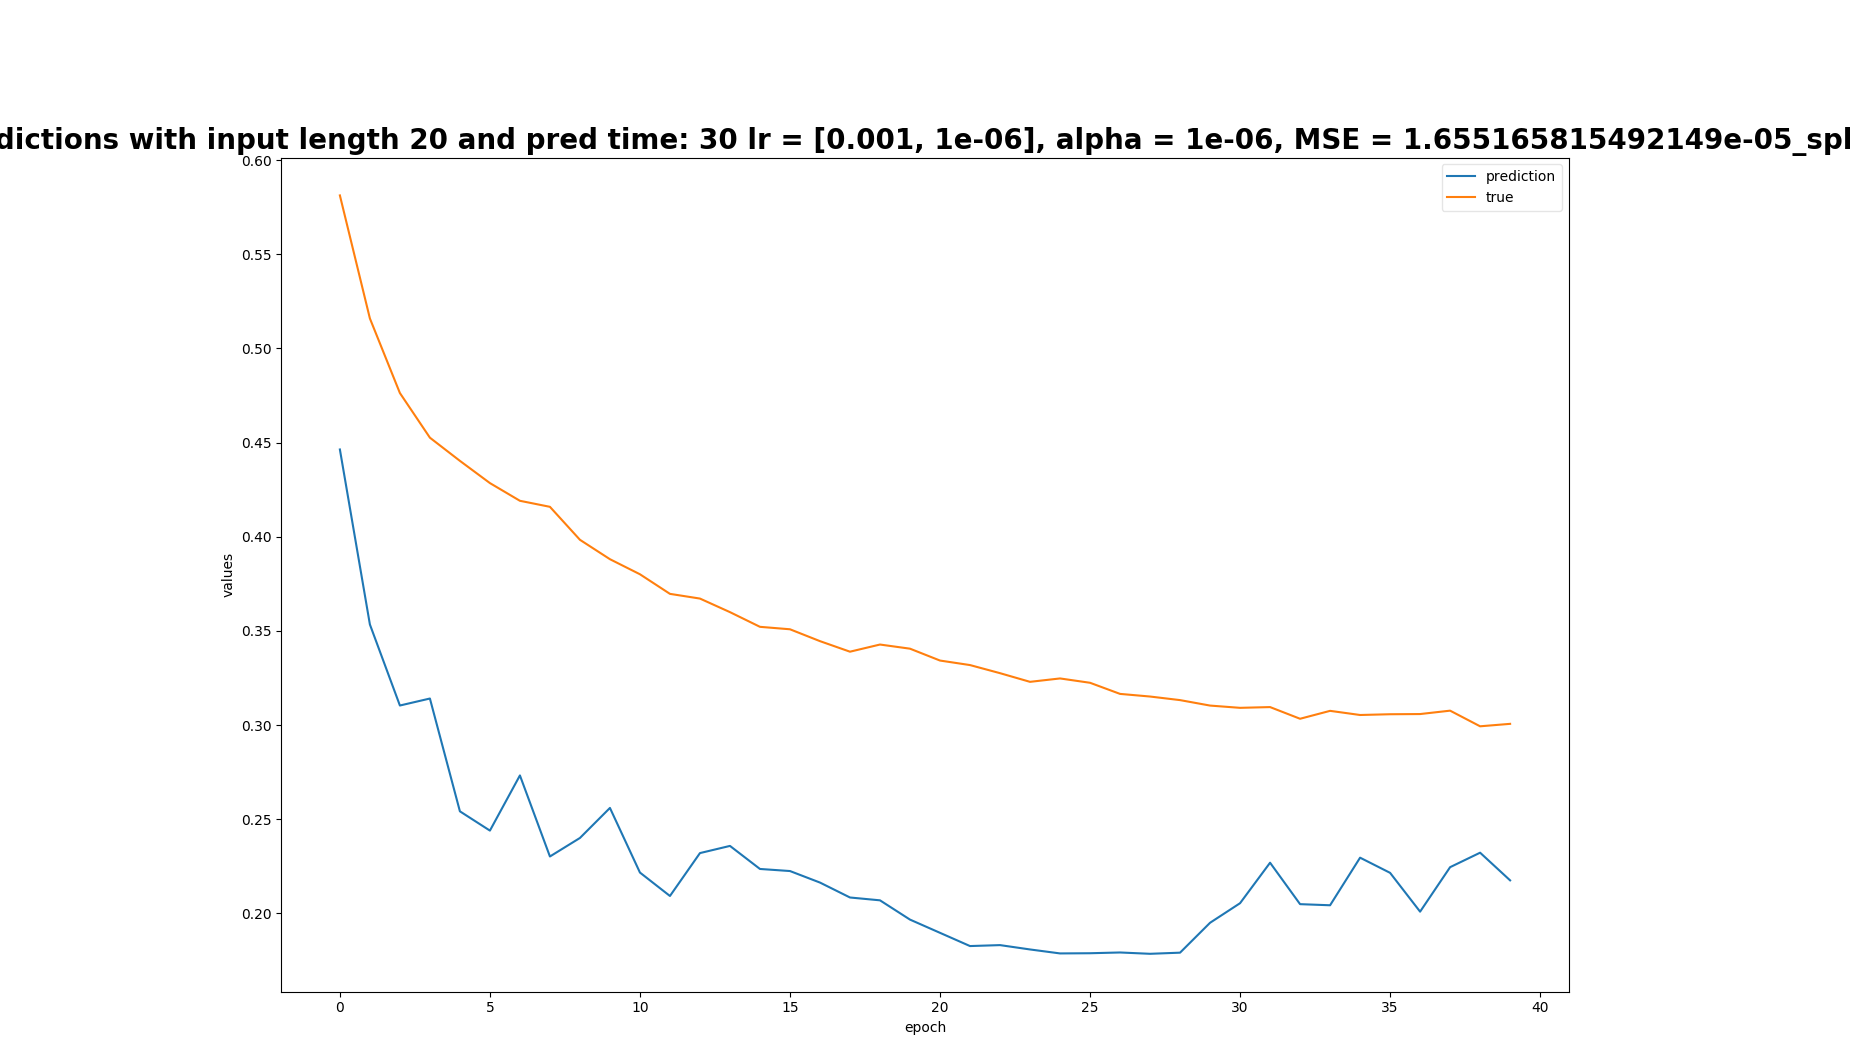 dictions with input length 20 and pred time: 30 lr = [0.001, 1e-06], alpha = 1e-06, MSE = 1.655165815492149e-05_spl
prediction
true
0.60
0.55
0.50
0.45
0.40
0.35
0.30
0.25
0.20
values
0 5 10 15 20 25 30 35 40
epoch